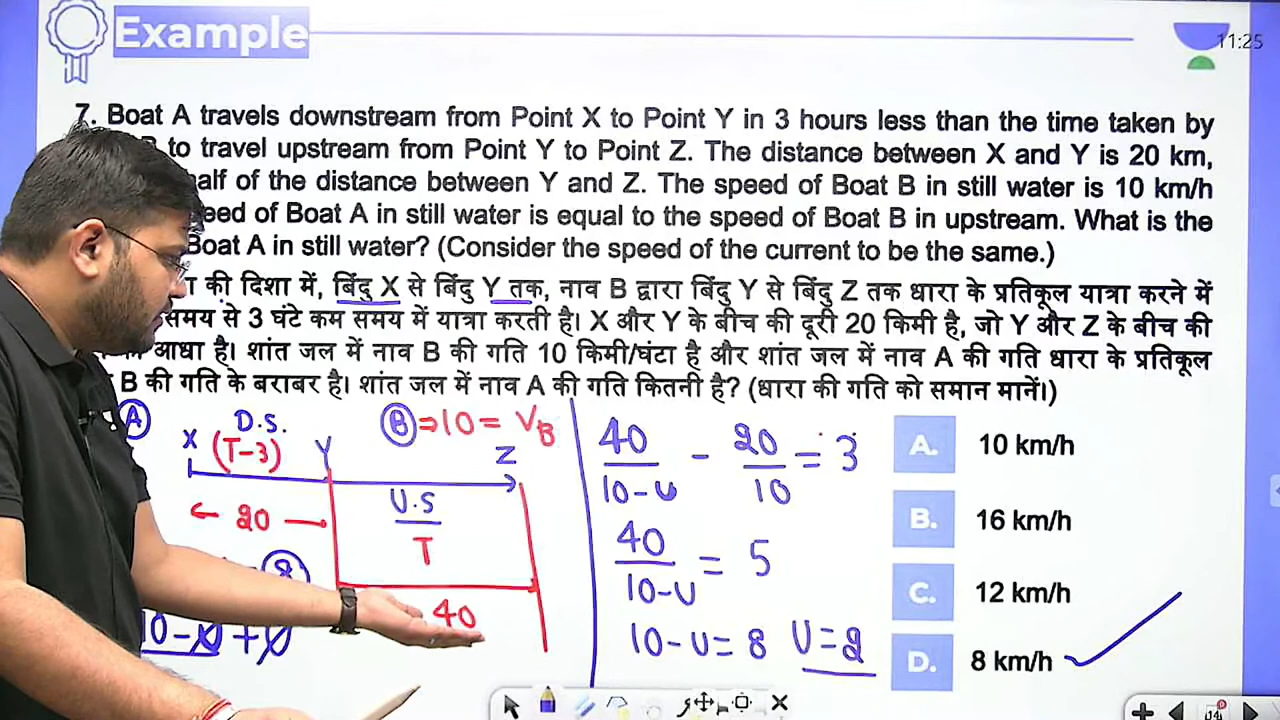 Example
11:25
7. Boat A travels downstream from Point X to Point Y in 3 hours less than the time taken by
B to travel upstream from Point Y to Point Z. The distance between X and Y is 20 km,
half of the distance between Y and Z. The speed of Boat B in still water is 10 km/h
of Boat A in still water is equal to the speed of Boat B in upstream. What is the
Boat A in still water? (Consider the speed of the current to be the same.)
की दिशा में, बिंदु X से बिंदु Y तक, नाव B द्वारा बिंदु Y से बिंदु Z तक धारा के प्रतिकूल यात्रा करने में
समय से 3 घंटे कम समय में यात्रा करती है। X और Y के बीच की दूरी 20 किमी है, जो Y और Z के बीच की
आधा है। शांत जल में नाव B की गति 10 किमी/घंटा है और शांत जल में नाव A की गति धारा के प्रतिकूल
B की गति के बराबर है। शांत जल में नाव A की गति कितनी है? (धारा की गति को समान मानें।)
A
D.S.
X (T-3) Y
B ⇒ 10 = V_B
Z
← 20 →
U.S
T
8
40
10-U+U
40/(10-U) - 20/10 = 3
40/(10-U) = 5
10-U = 8 U=2
A. 10 km/h
B. 16 km/h
C. 12 km/h
D. 8 km/h
14